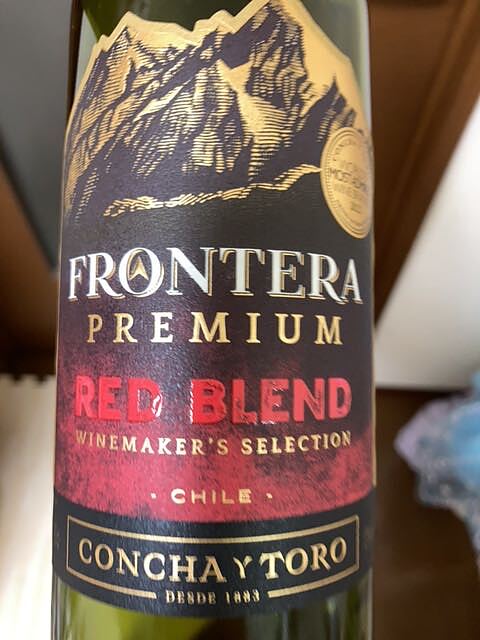 FRONTERA
PREMIUM
RED BLEND
WINEMAKER'S SELECTION
· CHILE ·
CONCHA Y TORO
DESDE 1883